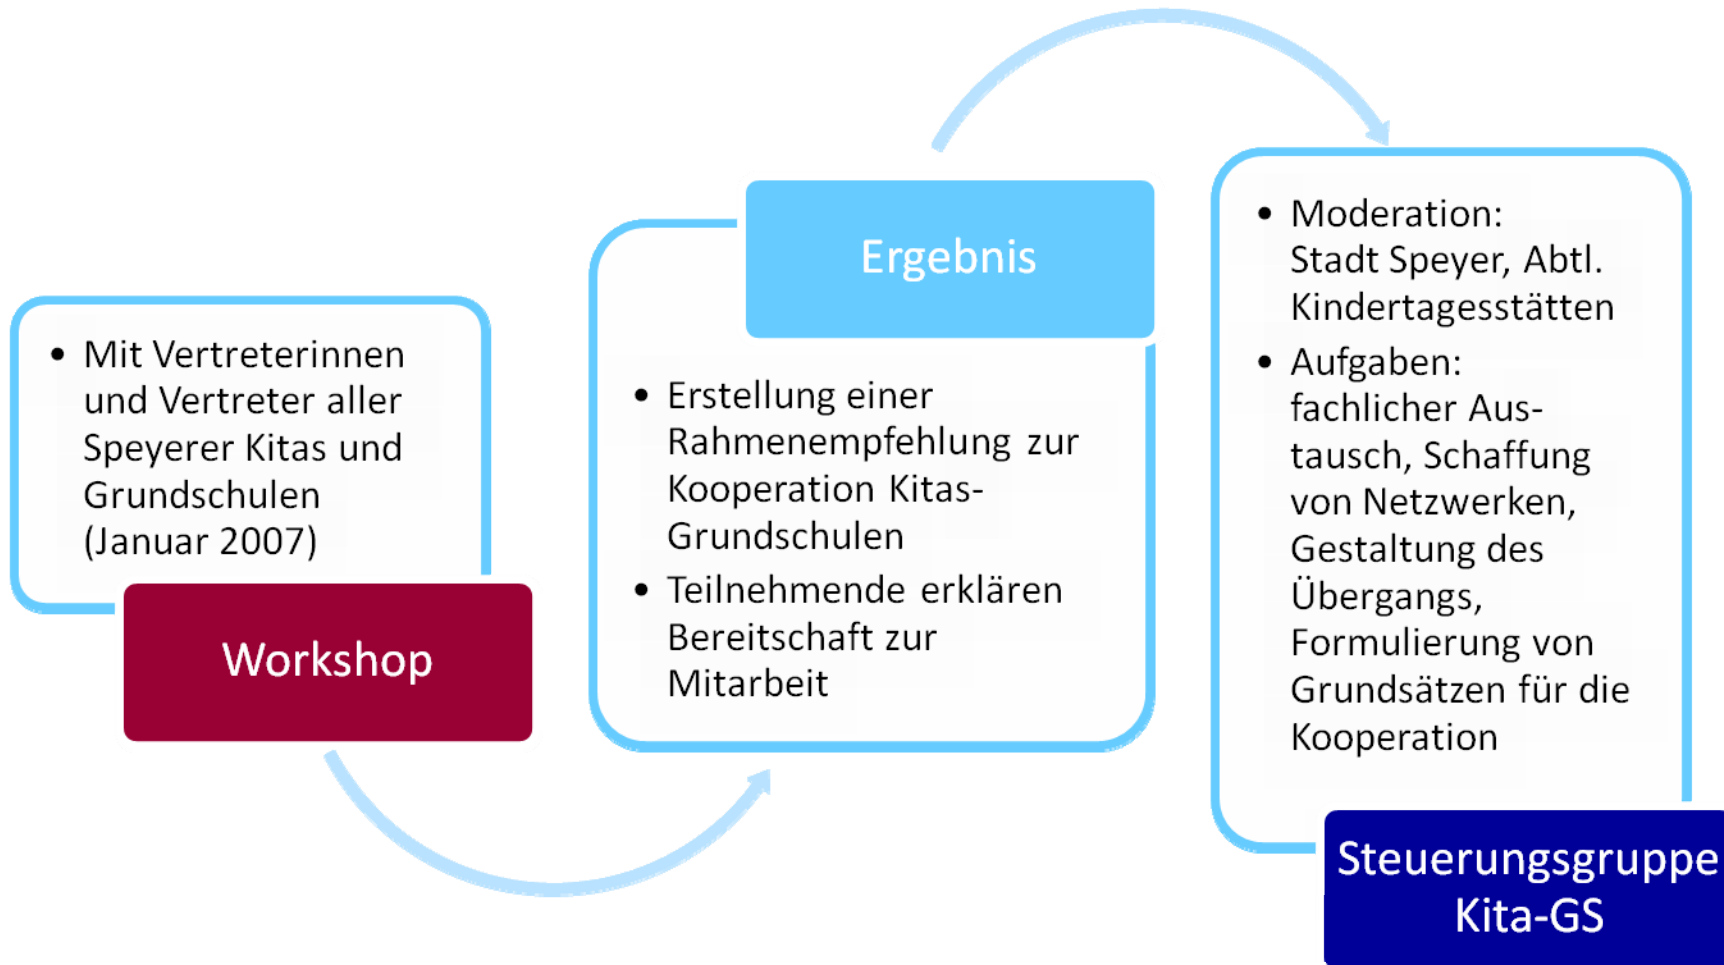 • Mit Vertreterinnen
und Vertreter aller
Speyerer Kitas und
Grundschulen
(Januar 2007)
Workshop
Ergebnis
• Erstellung einer
Rahmenempfehlung zur
Kooperation Kitas-
Grundschulen
• Teilnehmende erklären
Bereitschaft zur
Mitarbeit
• Moderation:
Stadt Speyer, Abtl.
Kindertagesstätten
• Aufgaben:
fachlicher Aus-
tausch, Schaffung
von Netzwerken,
Gestaltung des
Übergangs,
Formulierung von
Grundsätzen für die
Kooperation
Steuerungsgruppe
Kita-GS